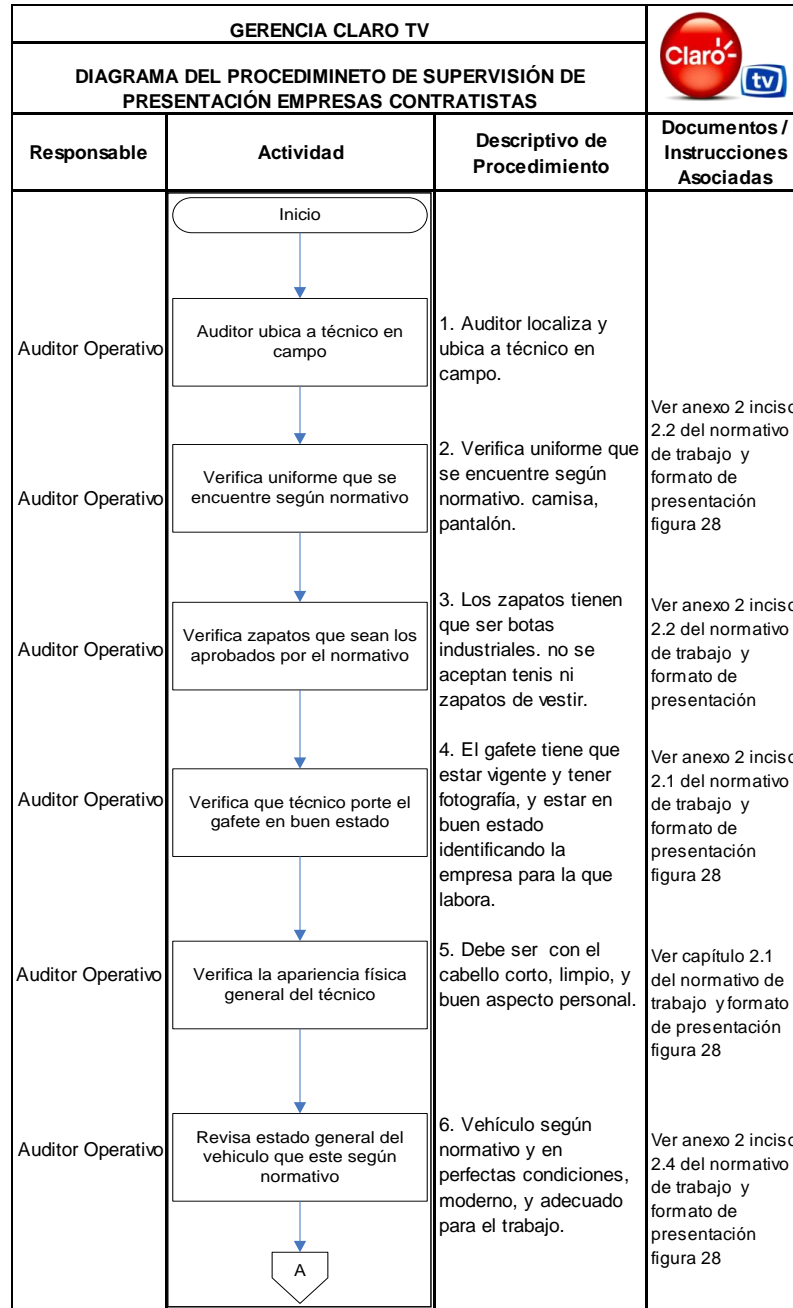 GERENCIA CLARO TV
DIAGRAMA DEL PROCEDIMINETO DE SUPERVISIÓN DE
PRESENTACIÓN EMPRESAS CONTRATISTAS
Claro
tv
Responsable
Actividad
Descriptivo de
Procedimiento
Documentos /
Instrucciones
Asociadas
Inicio
Auditor Operativo
Auditor ubica a técnico en
campo
1. Auditor localiza y
ubica a técnico en
campo.
Auditor Operativo
Verifica uniforme que se
encuentre según normativo
2. Verifica uniforme que
se encuentre según
normativo. camisa,
pantalón.
Ver anexo 2 inciso
2.2 del normativo
de trabajo y
formato de
presentación
figura 28
Auditor Operativo
Verifica zapatos que sean los
aprobados por el normativo
3. Los zapatos tienen
que ser botas
industriales. no se
aceptan tenis ni
zapatos de vestir.
Ver anexo 2 inciso
2.2 del normativo
de trabajo y
formato de
presentación
Auditor Operativo
Verifica que técnico porte el
gafete en buen estado
4. El gafete tiene que
estar vigente y tener
fotografía, y estar en
buen estado
identificando la
empresa para la que
labora.
Ver anexo 2 inciso
2.1 del normativo
de trabajo y
formato de
presentación
figura 28
Auditor Operativo
Verifica la apariencia física
general del técnico
5. Debe ser con el
cabello corto, limpio, y
buen aspecto personal.
Ver capítulo 2.1
del normativo de
trabajo y formato
de presentación
figura 28
Auditor Operativo
Revisa estado general del
vehiculo que este según
normativo
6. Vehículo según
normativo y en
perfectas condiciones,
moderno, y adecuado
para el trabajo.
Ver anexo 2 inciso
2.4 del normativo
de trabajo y
formato de
presentación
figura 28
A